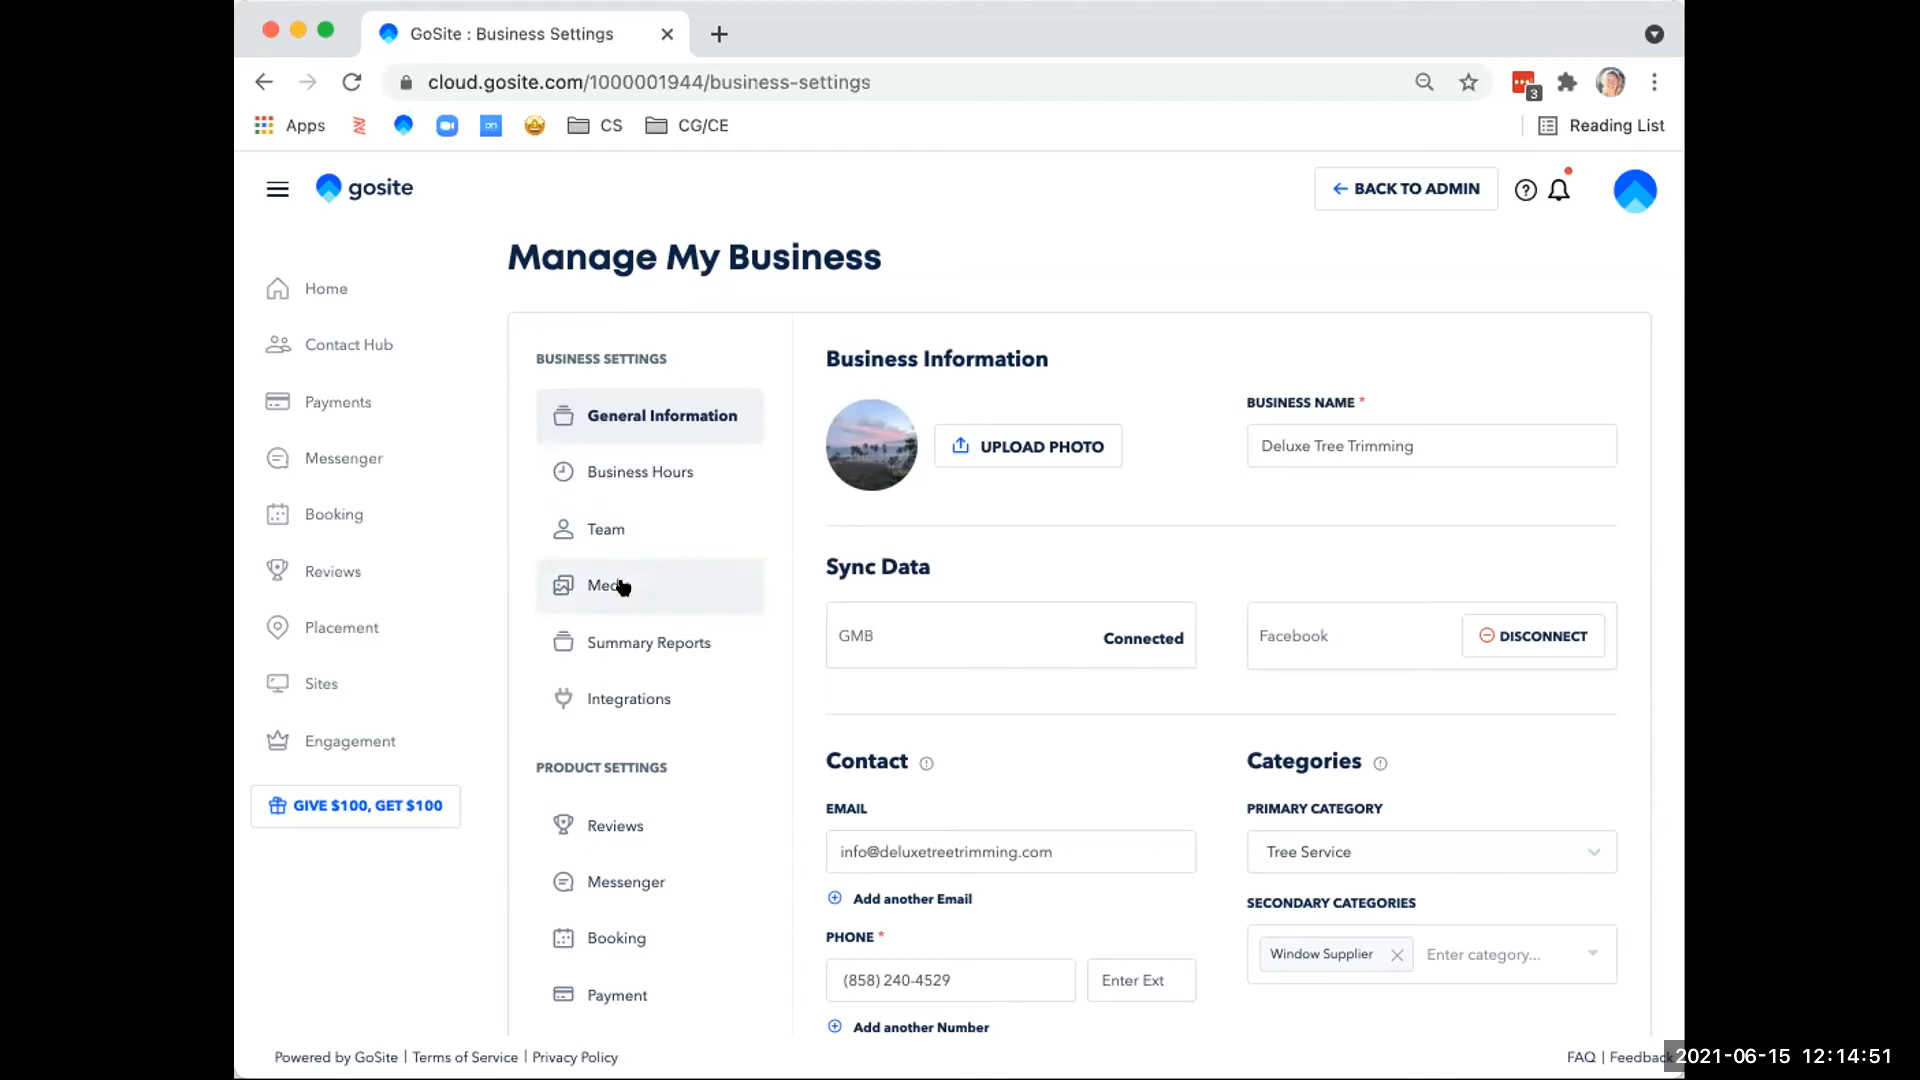 GoSite : Business Settings
cloud.gosite.com/1000001944/business-settings
3
Apps
on
CS
CG/CE
Reading List
gosite
BACK TO ADMIN
Manage My Business
Home
Contact Hub
Payments
Messenger
Booking
Reviews
Placement
Sites
Engagement
GIVE $100, GET $100
BUSINESS SETTINGS
General Information
Business Hours
Team
Summary Reports
Integrations
PRODUCT SETTINGS
Reviews
Messenger
Booking
Payment
Business Information
UPLOAD PHOTO
BUSINESS NAME *
Deluxe Tree Trimming
Sync Data
GMB Connected
Facebook DISCONNECT
Contact
EMAIL
info@deluxetreetrimming.com
Add another Email
PHONE *
(858) 240-4529
Enter Ext
Add another Number
Categories
PRIMARY CATEGORY
Tree Service
SECONDARY CATEGORIES
Window Supplier
Enter category...
Powered by GoSite | Terms of Service | Privacy Policy
FAQ | Feedback
2021-06-15 12:14:51